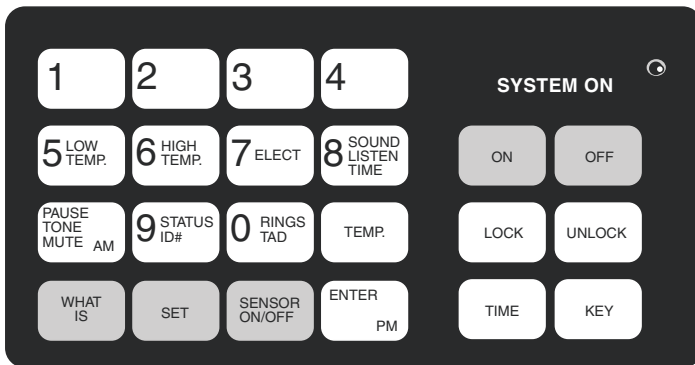 1
2
3
4
SYSTEM ON
5 LOW
TEMP.
6 HIGH
TEMP.
7 ELECT
8 SOUND
LISTEN
TIME
ON
OFF
PAUSE
TONE
MUTE AM
9 STATUS
ID#
0 RINGS
TAD
TEMP.
LOCK
UNLOCK
WHAT
IS
SET
SENSOR
ON/OFF
ENTER
PM
TIME
KEY